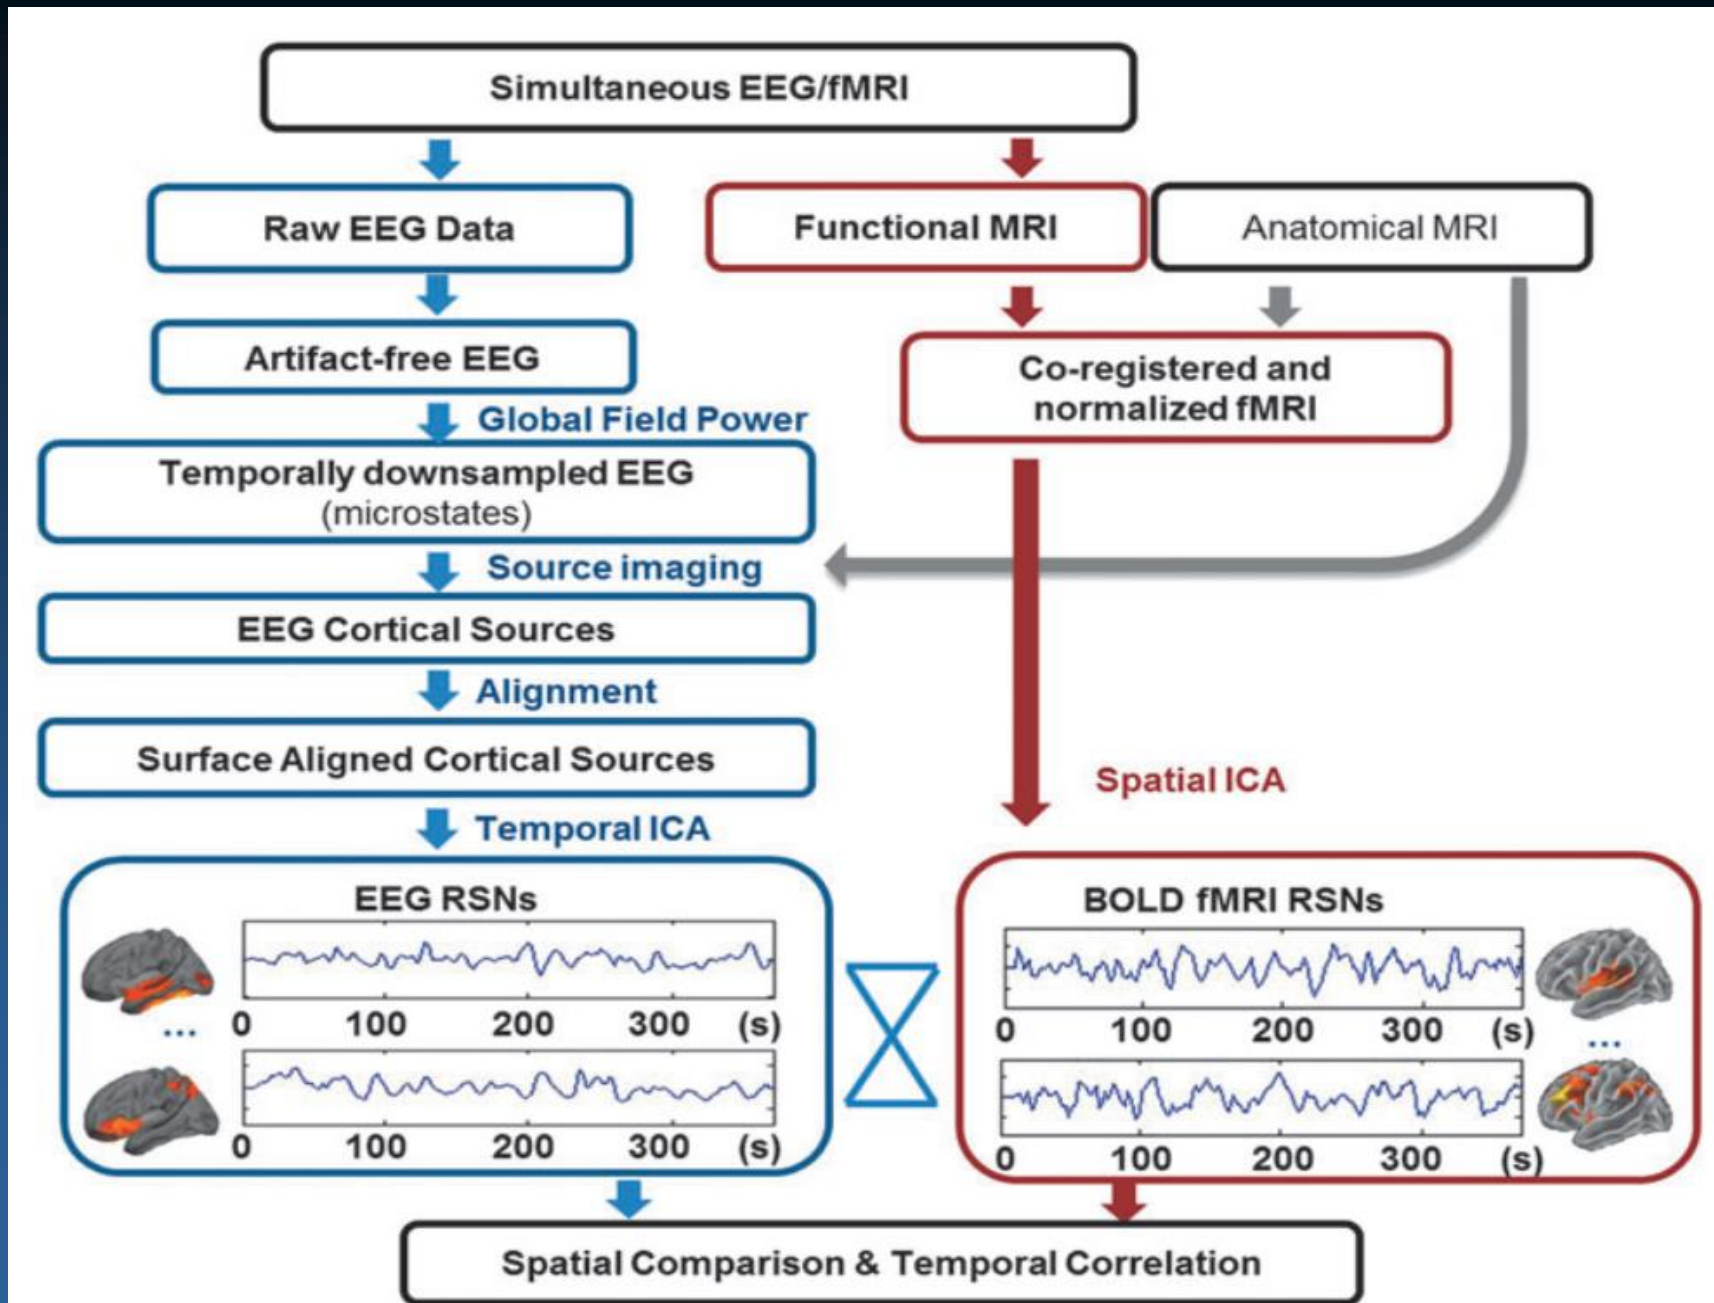 Simultaneous EEG/fMRI
Raw EEG Data
Functional MRI
Anatomical MRI
Artifact-free EEG
Co-registered and
normalized fMRI
Global Field Power
Temporally downsampled EEG
(microstates)
Source imaging
EEG Cortical Sources
Alignment
Surface Aligned Cortical Sources
Spatial ICA
Temporal ICA
EEG RSNs
...
0 100 200 300 (s)
0 100 200 300 (s)
BOLD fMRI RSNs
0 100 200 300 (s)
...
0 100 200 300 (s)
Spatial Comparison & Temporal Correlation